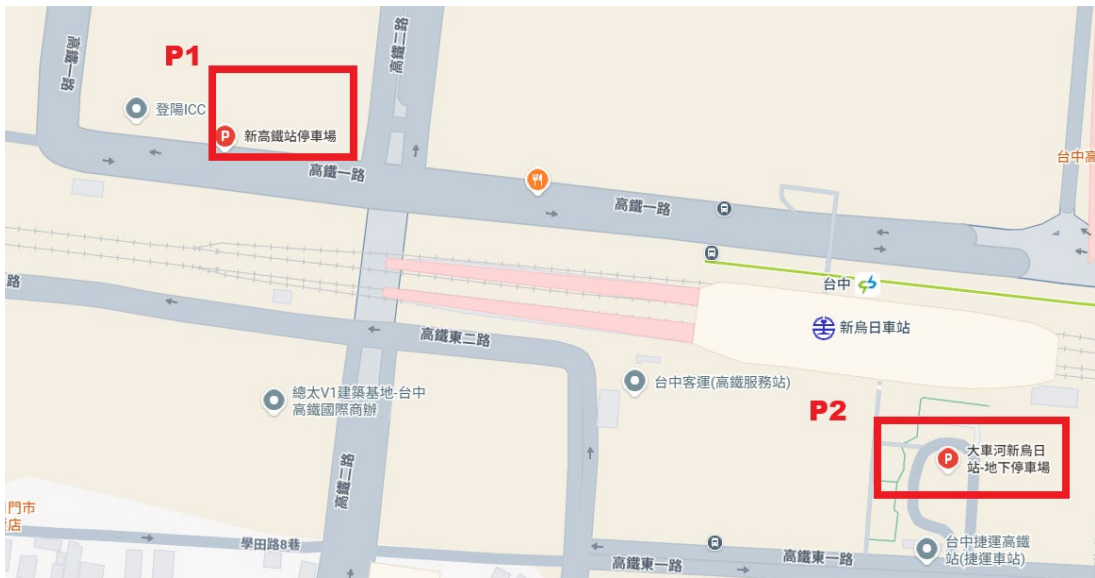 高鐵一路
高鐵二路
P1
登陽ICC
新高鐵站停車場
高鐵一路
高鐵一路
台中高
台中
新烏日車站
路
高鐵東二路
台中客運(高鐵服務站)
總太V1建築基地-台中
高鐵國際商辦
P2
大車河新烏日
站-地下停車場
高鐵二路
門市
店
學田路8巷
高鐵東一路
高鐵東一路
台中捷運高鐵
站(捷運車站)